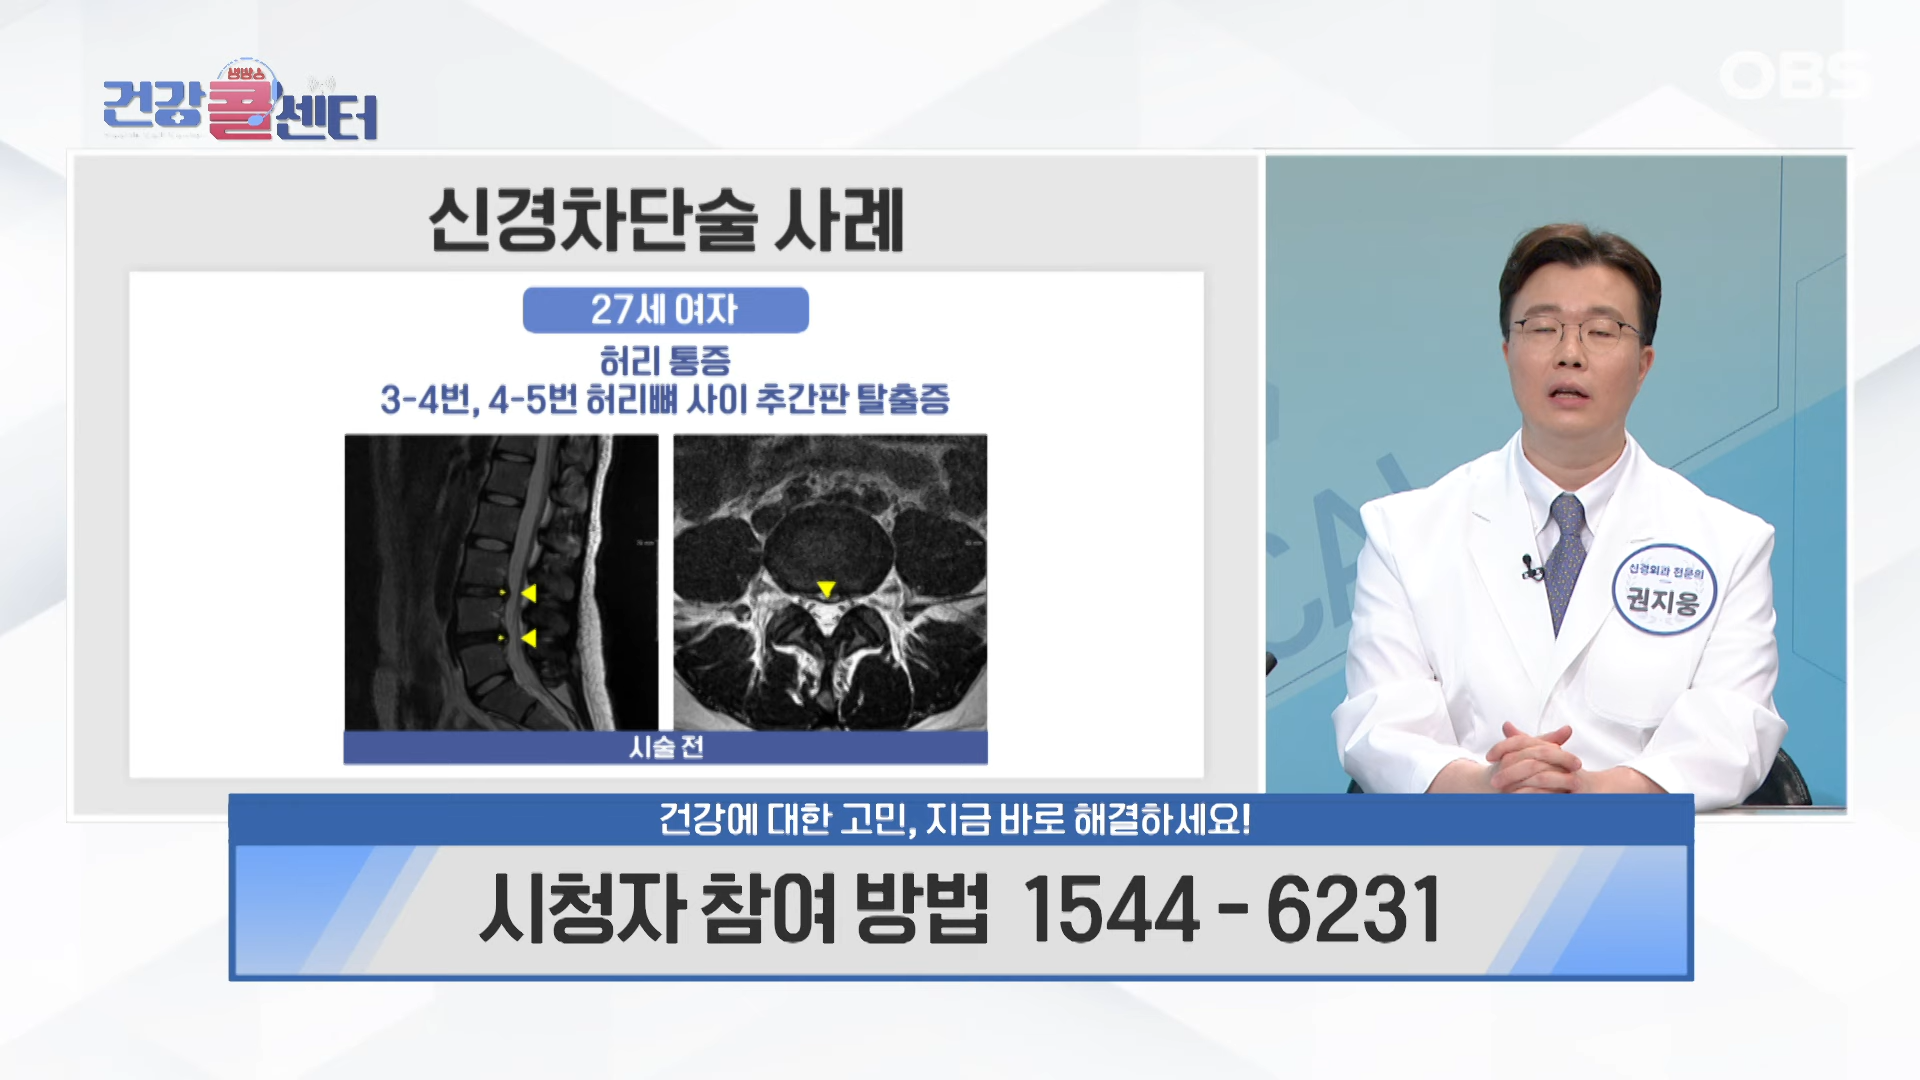 생방송
건강콜센터
OBS
신경차단술 사례
27세 여자
허리 통증
3-4번, 4-5번 허리뼈 사이 추간판 탈출증
시술 전
신경외과 전문의
권지웅
건강에 대한 고민, 지금 바로 해결하세요!
시청자 참여 방법 1544 - 6231